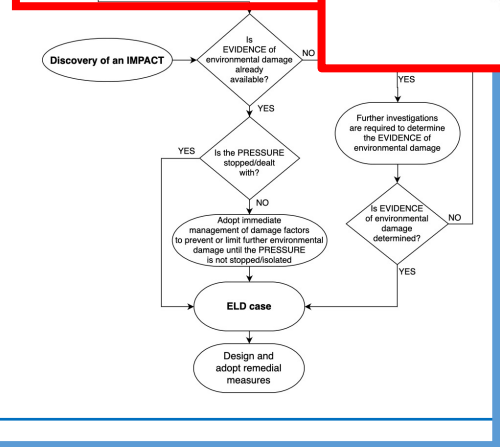 Discovery of an IMPACT
Is
EVIDENCE of
environmental damage
already
available?
NO
YES
YES
Further investigations
are required to determine
the EVIDENCE of
environmental damage
YES
Is the PRESSURE
stopped/dealt
with?
NO
Is EVIDENCE
of environmental
damage
determined?
NO
Adopt immediate
management of damage factors
to prevent or limit further environmental
damage until the PRESSURE
is not stopped/isolated
YES
ELD case
Design and
adopt remedial
measures